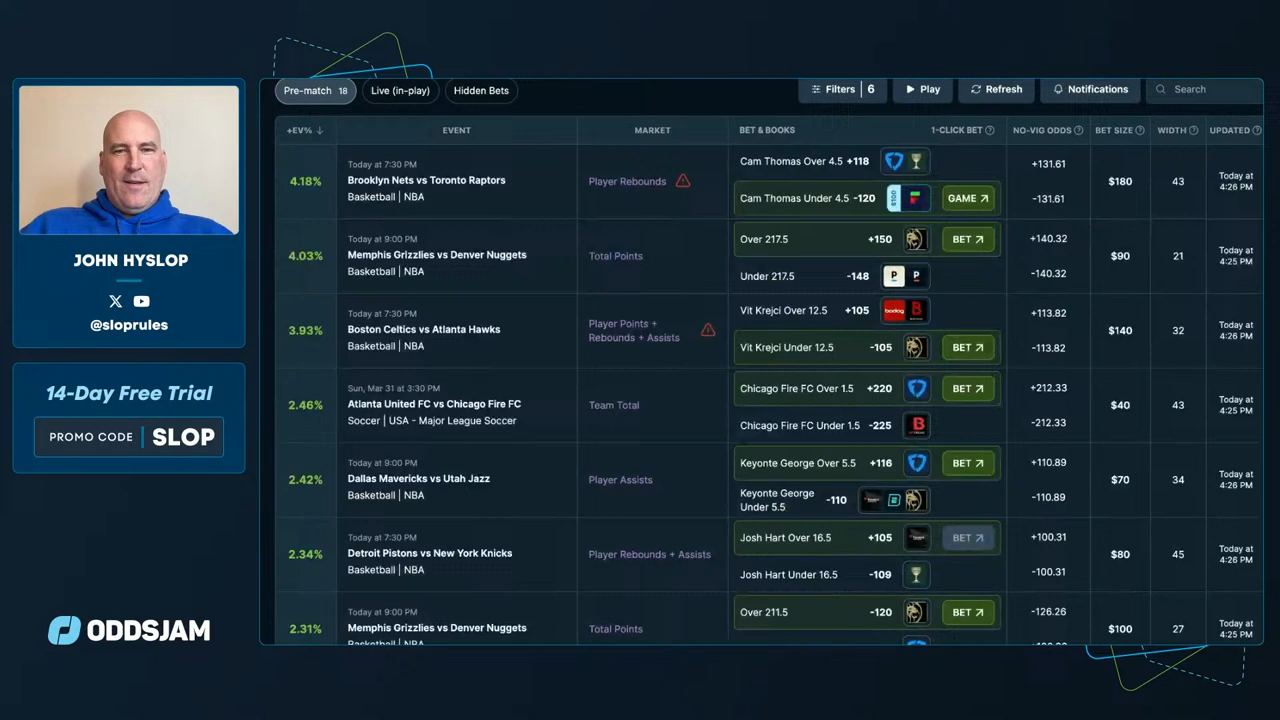 JOHN HYSLOP
@sloprules
14-Day Free Trial
PROMO CODE | SLOP
ODDSJAM
Pre-match 18
Live (in-play)
Hidden Bets
Filters | 6
Play
Refresh
Notifications
Search
+EV% ↓
EVENT
MARKET
BET & BOOKS
1-CLICK BET
NO-VIG ODDS
BET SIZE
WIDTH
UPDATED
4.18%
Today at 7:30 PM
Brooklyn Nets vs Toronto Raptors
Basketball | NBA
Player Rebounds
Cam Thomas Over 4.5 +118
Cam Thomas Under 4.5 -120
GAME
+131.61
-131.61
$180
43
Today at
4:26 PM
4.03%
Today at 9:00 PM
Memphis Grizzlies vs Denver Nuggets
Basketball | NBA
Total Points
Over 217.5 +150
BET
Under 217.5 -148
P P
+140.32
-140.32
$90
21
Today at
4:25 PM
3.93%
Today at 7:30 PM
Boston Celtics vs Atlanta Hawks
Basketball | NBA
Player Points +
Rebounds + Assists
Vit Krejci Over 12.5 +105
bodog B
Vit Krejci Under 12.5 -105
BET
+113.82
-113.82
$140
32
Today at
4:26 PM
2.46%
Sun, Mar 31 at 3:30 PM
Atlanta United FC vs Chicago Fire FC
Soccer | USA - Major League Soccer
Team Total
Chicago Fire FC Over 1.5 +220
BET
Chicago Fire FC Under 1.5 -225
B
+212.33
-212.33
$40
43
Today at
4:25 PM
2.42%
Today at 9:00 PM
Dallas Mavericks vs Utah Jazz
Basketball | NBA
Player Assists
Keyonte George Over 5.5 +116
BET
Keyonte George
Under 5.5
-110
+110.89
-110.89
$70
34
Today at
4:26 PM
2.34%
Today at 7:30 PM
Detroit Pistons vs New York Knicks
Basketball | NBA
Player Rebounds + Assists
Josh Hart Over 16.5 +105
BET
Josh Hart Under 16.5 -109
+100.31
-100.31
$80
45
Today at
4:26 PM
2.31%
Today at 9:00 PM
Memphis Grizzlies vs Denver Nuggets
Basketball | NBA
Total Points
Over 211.5 -120
BET
-126.26
$100
27
Today at
4:25 PM